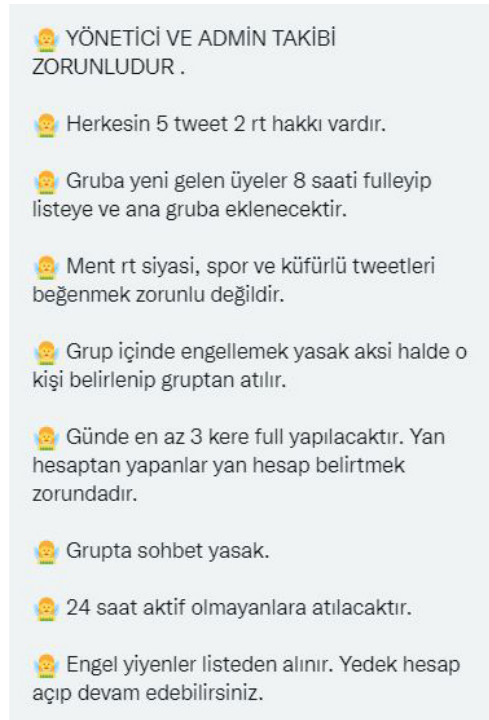 YÖNETİCİ VE ADMİN TAKİBİ
ZORUNLUDUR .
Herkesin 5 tweet 2 rt hakkı vardır.
Gruba yeni gelen üyeler 8 saati fulleyip
listeye ve ana gruba eklenecektir.
Ment rt siyasi, spor ve küfürlü tweetleri
beğenmek zorunlu değildir.
Grup içinde engellemek yasak aksi halde o
kişi belirlenip gruptan atılır.
Günde en az 3 kere full yapılacaktır. Yan
hesaptan yapanlar yan hesap belirtmek
zorundadır.
Grupta sohbet yasak.
24 saat aktif olmayanlara atılacaktır.
Engel yiyenler listeden alınır. Yedek hesap
açıp devam edebilirsiniz.